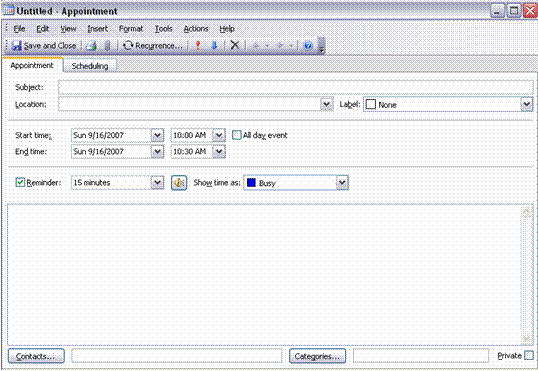 Untitled - Appointment
File Edit View Insert Format Tools Actions Help
Save and Close Recurrence...
Appointment Scheduling
Subject:
Location: Label: None
Start time: Sun 9/16/2007 10:00 AM All day event
End time: Sun 9/16/2007 10:30 AM
Reminder: 15 minutes Show time as: Busy
Contacts... Categories... Private